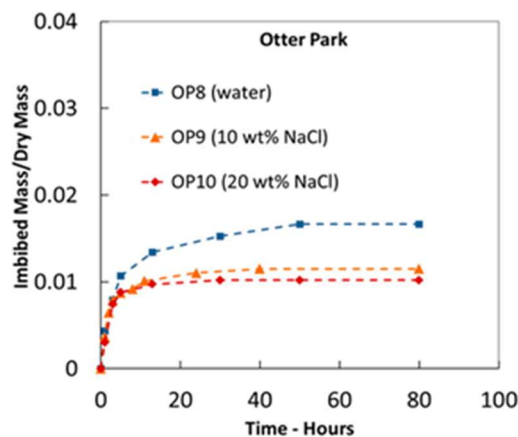 Otter Park
0.04
0.03
0.02
0.01
0
Imbibed Mass/Dry Mass
OP8 (water)
OP9 (10 wt% NaCl)
OP10 (20 wt% NaCl)
0 20 40 60 80 100
Time - Hours